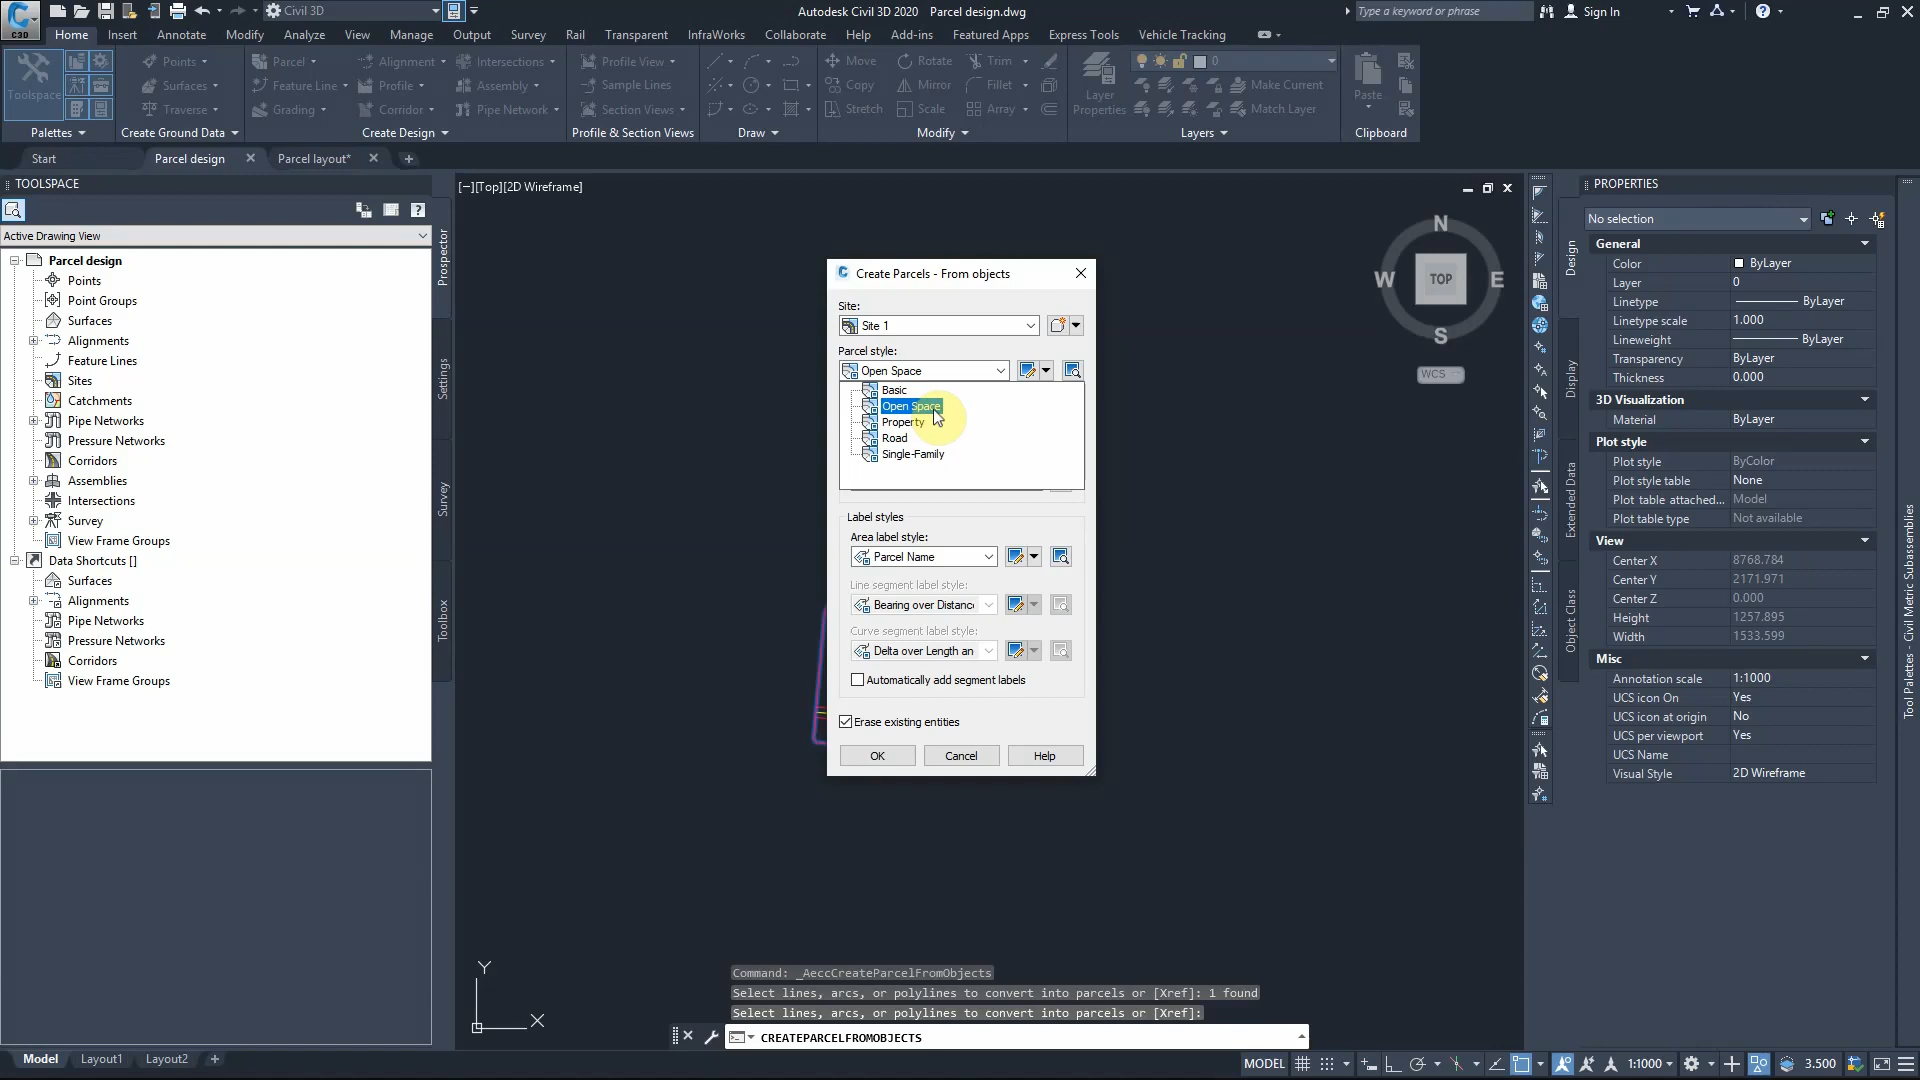 Civil 3D
Autodesk Civil 3D 2020 Parcel design.dwg
Type a keyword or phrase
Sign In
C3D
Home Insert Annotate Modify Analyze View Manage Output Survey Rail Transparent InfraWorks Collaborate Help Add-ins Featured Apps Express Tools Vehicle Tracking
Toolspace
Points
Surfaces
Traverse
Parcel
Feature Line
Grading
Alignment
Profile
Corridor
Intersections
Assembly
Pipe Network
Profile View
Sample Lines
Section Views
Move
Copy
Stretch
Rotate
Mirror
Scale
Trim
Fillet
Array
Layer
Properties
0
Make Current
Match Layer
Paste
Palettes Create Ground Data Create Design Profile & Section Views Draw Modify Layers Clipboard
Start Parcel design Parcel layout*
TOOLSPACE
Active Drawing View
Parcel design
Points
Point Groups
Surfaces
Alignments
Feature Lines
Sites
Catchments
Pipe Networks
Pressure Networks
Corridors
Assemblies
Intersections
Survey
View Frame Groups
Data Shortcuts []
Surfaces
Alignments
Pipe Networks
Pressure Networks
Corridors
View Frame Groups
Prospector
Settings
Survey
Toolbox
[−][Top][2D Wireframe]
N
W TOP E
S
WCS
Create Parcels - From objects
Site:
Site 1
Parcel style:
Open Space
Basic
Open Space
Property
Road
Single-Family
Label styles
Area label style:
Parcel Name
Line segment label style:
Bearing over Distanc
Curve segment label style:
Delta over Length an
Automatically add segment labels
Erase existing entities
OK Cancel Help
Y
X
Command: _AeccCreateParcelFromObjects
Select lines, arcs, or polylines to convert into parcels or [Xref]: 1 found
Select lines, arcs, or polylines to convert into parcels or [Xref]:
CREATEPARCELFROMOBJECTS
PROPERTIES
No selection
General
Color ByLayer
Layer 0
Linetype ByLayer
Linetype scale 1.000
Lineweight ByLayer
Transparency ByLayer
Thickness 0.000
3D Visualization
Material ByLayer
Plot style
Plot style ByColor
Plot style table None
Plot table attached... Model
Plot table type Not available
View
Center X 8768.784
Center Y 2171.971
Center Z 0.000
Height 1257.895
Width 1533.599
Misc
Annotation scale 1:1000
UCS icon On Yes
UCS icon at origin No
UCS per viewport Yes
UCS Name
Visual Style 2D Wireframe
Design
Display
Extended Data
Object Class
Tool Palettes - Civil Metric Subassemblies
Model Layout1 Layout2
MODEL
1:1000
3.500